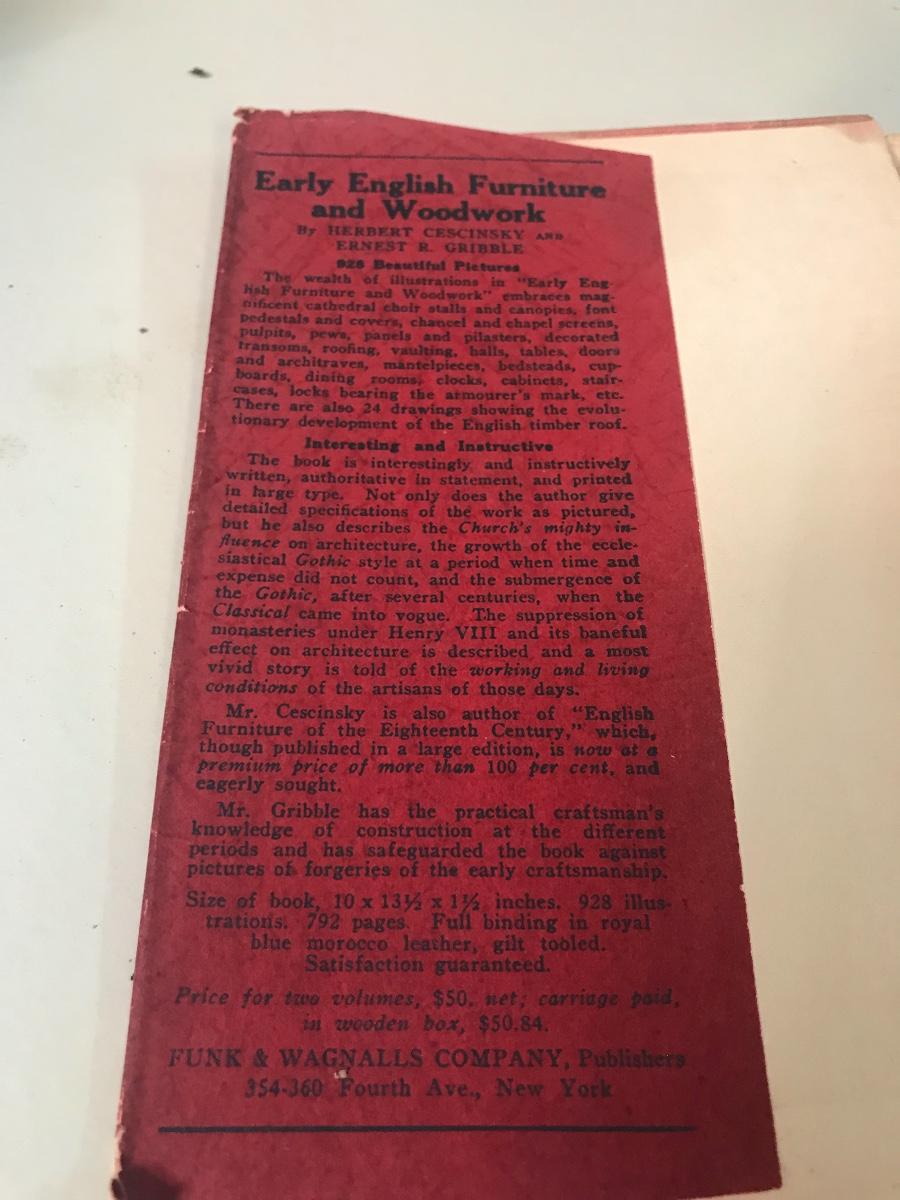 Early English Furniture
and Woodwork
By HERBERT CESCINSKY AND
ERNEST R. GRIBBLE
928 Beautiful Pictures
The wealth of illustrations in "Early Eng-
lish Furniture and Woodwork" embraces mag-
nificent cathedral choir stalls and canopies, font
pedestals and covers, chancel and chapel screens,
pulpits, pews, panels and pilasters, decorated
transoms, roofing, vaulting, halls, tables, doors
and architraves, mantelpieces, bedsteads, cup-
boards, dining rooms, clocks, cabinets, stair-
cases, locks bearing the armourer's mark, etc.
There are also 24 drawings showing the evolu-
tionary development of the English timber roof.
Interesting and Instructive
The book is interestingly and instructively
written, authoritative in statement, and printed
in large type. Not only does the author give
detailed specifications of the work as pictured,
but he also describes the Church's mighty in-
fluence on architecture, the growth of the eccle-
siastical Gothic style at a period when time and
expense did not count, and the submergence of
the Gothic, after several centuries, when the
Classical came into vogue. The suppression of
monasteries under Henry VIII and its baneful
effect on architecture is described and a most
vivid story is told of the working and living
conditions of the artisans of those days.
Mr. Cescinsky is also author of "English
Furniture of the Eighteenth Century," which,
though published in a large edition, is now at a
premium price of more than 100 per cent, and
eagerly sought.
Mr. Gribble has the practical craftsman's
knowledge of construction at the different
periods and has safeguarded the book against
pictures of forgeries of the early craftsmanship.
Size of book, 10 x 13½ x 1½ inches. 928 illus-
trations. 792 pages. Full binding in royal
blue morocco leather, gilt tooled.
Satisfaction guaranteed.
Price for two volumes, $50. net; carriage paid,
in wooden box, $50.84.
FUNK & WAGNALLS COMPANY, Publishers
354-360 Fourth Ave., New York